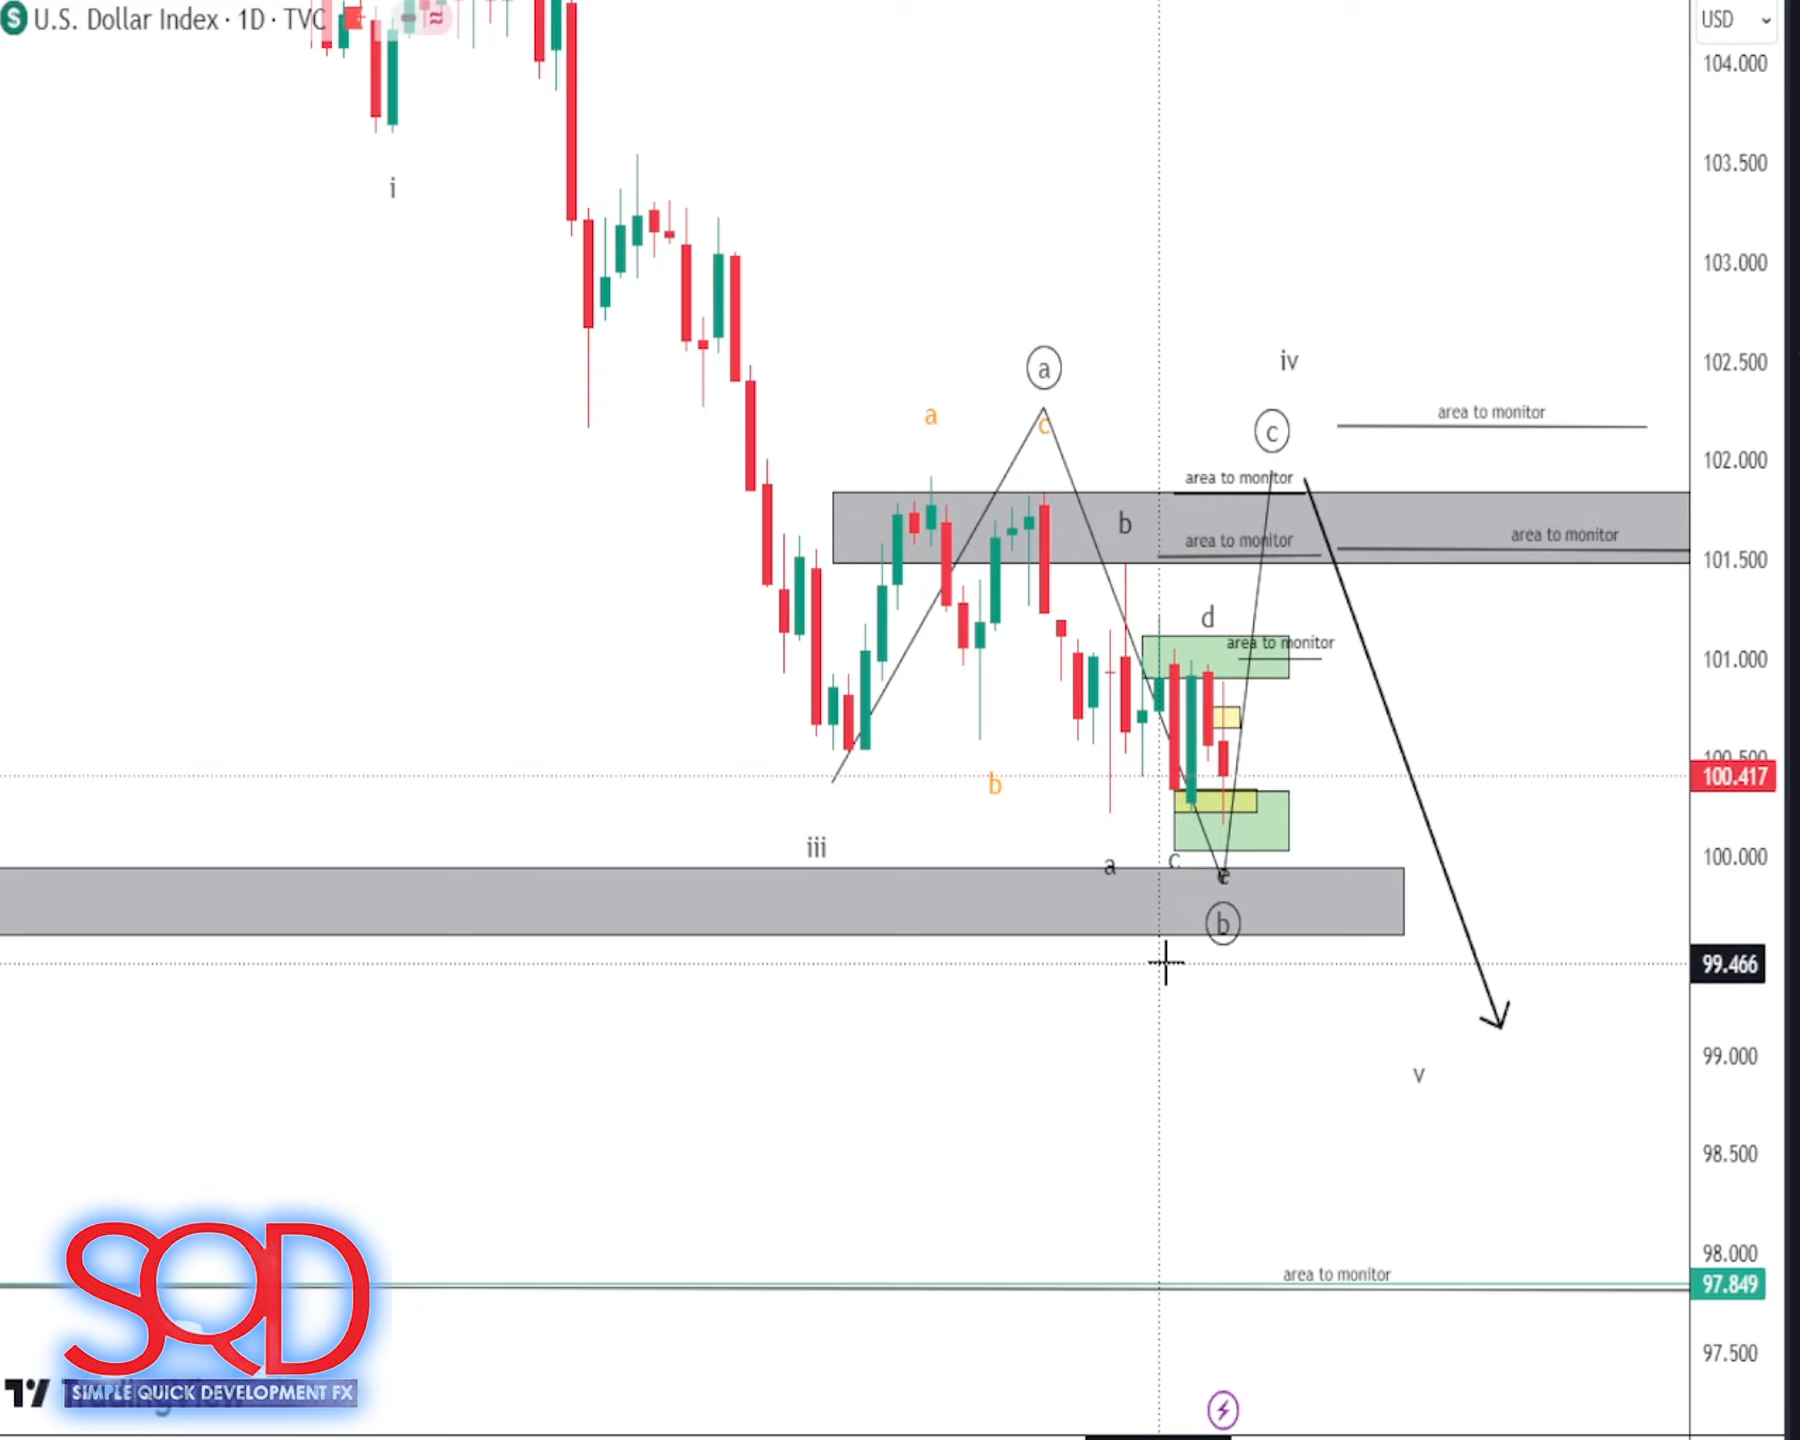 S U.S. Dollar Index · 1D · TVC
USD
104.000
103.500
i
103.000
102.500
iv
a
area to monitor
a
c
c
102.000
area to monitor
b
area to monitor
area to monitor
101.500
d
area to monitor
101.000
100.500
100.417
b
iii
a
c
e
100.000
b
99.466
99.000
v
98.500
98.000
area to monitor
97.849
97.500
SQD
SIMPLE QUICK DEVELOPMENT FX